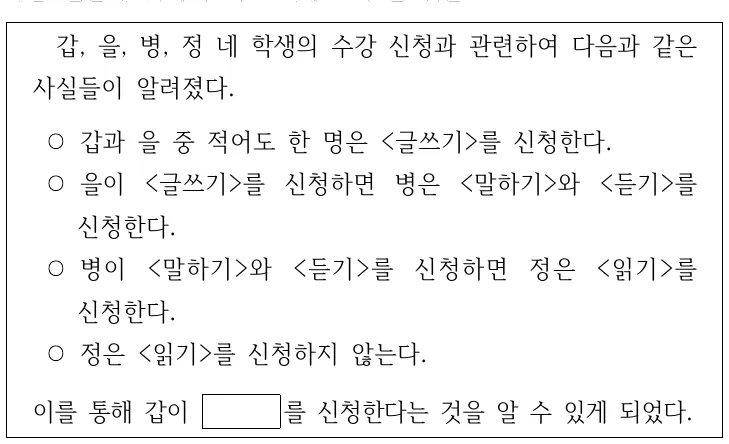 갑, 을, 병, 정 네 학생의 수강 신청과 관련하여 다음과 같은
사실들이 알려졌다.
○ 갑과 을 중 적어도 한 명은 <글쓰기>를 신청한다.
○ 을이 <글쓰기>를 신청하면 병은 <말하기>와 <듣기>를
신청한다.
○ 병이 <말하기>와 <듣기>를 신청하면 정은 <읽기>를
신청한다.
○ 정은 <읽기>를 신청하지 않는다.
이를 통해 갑이 를 신청한다는 것을 알 수 있게 되었다.